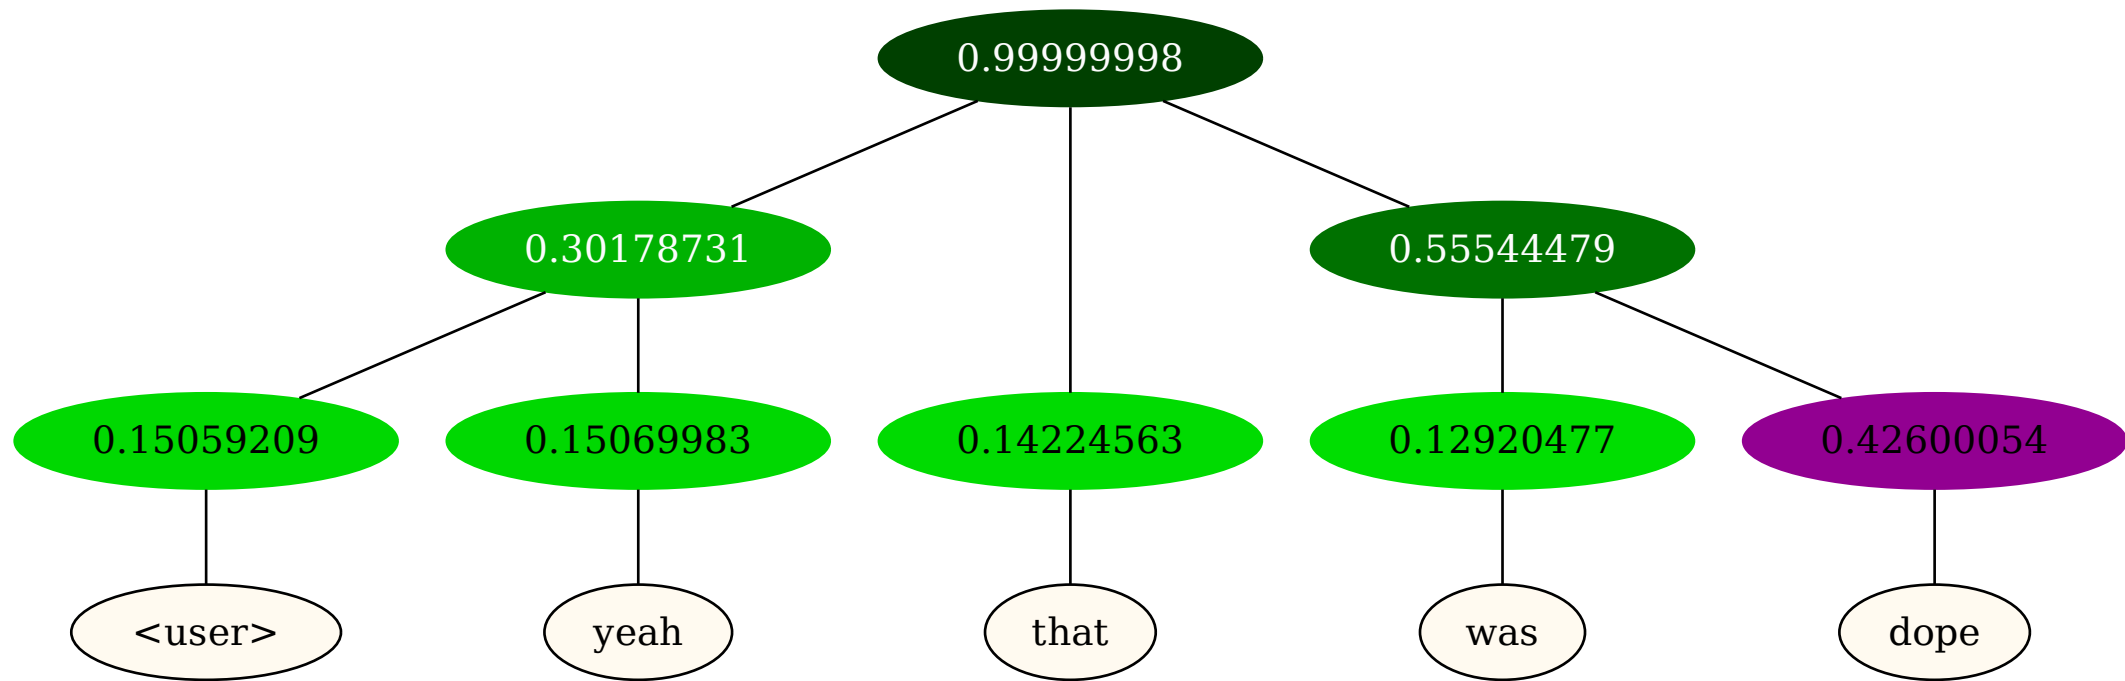 0.99999998
0.30178731 0.55544479
0.15059209 0.15069983 0.14224563 0.12920477 0.42600054
<user> yeah that was dope